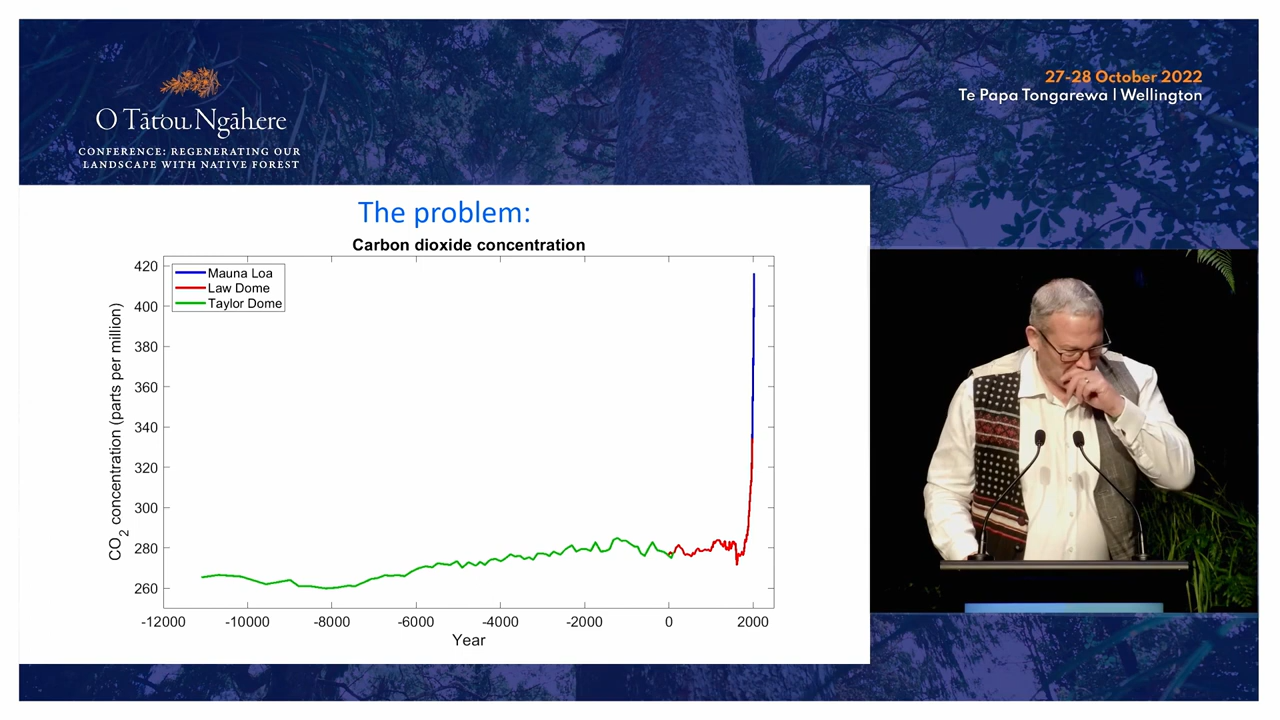 27-28 October 2022
Te Papa Tongarewa | Wellington
O Tātou Ngāhere
CONFERENCE: REGENERATING OUR
LANDSCAPE WITH NATIVE FOREST
The problem:
Carbon dioxide concentration
Mauna Loa
Law Dome
Taylor Dome
CO2 concentration (parts per million)
420
400
380
360
340
320
300
280
260
-12000 -10000 -8000 -6000 -4000 -2000 0 2000
Year